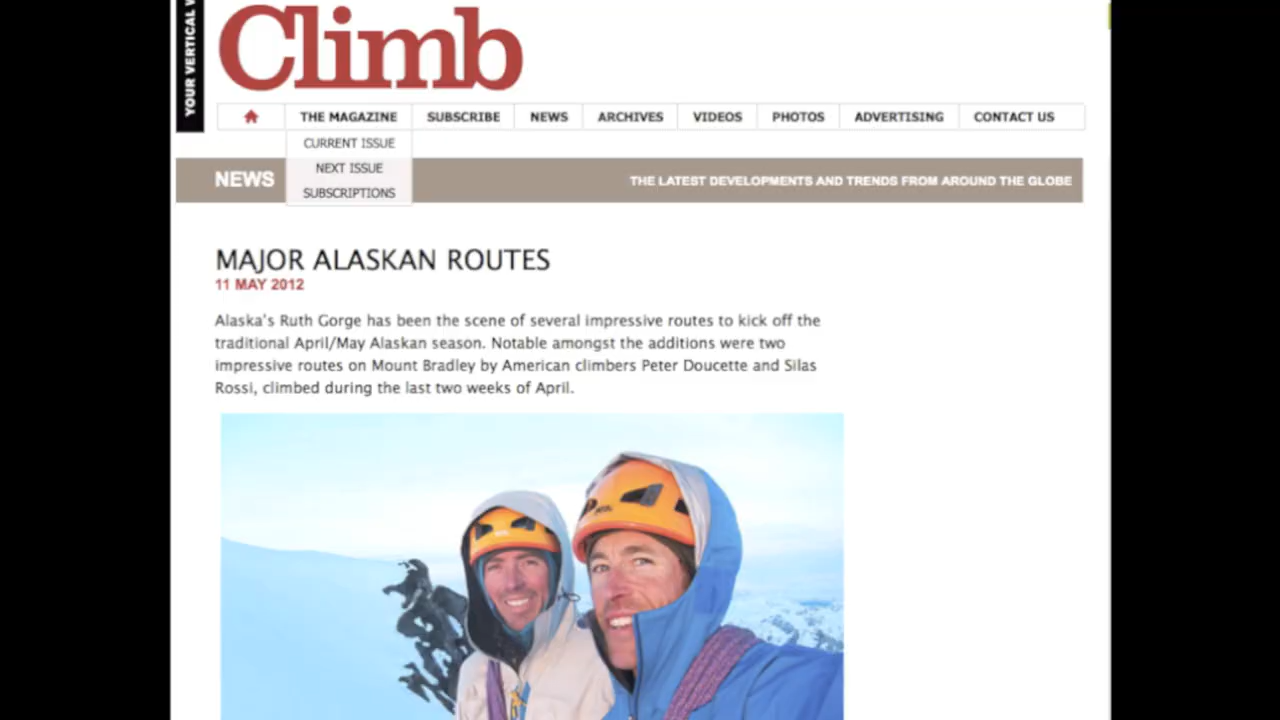 YOUR VERTICAL
Climb
THE MAGAZINE SUBSCRIBE NEWS ARCHIVES VIDEOS PHOTOS ADVERTISING CONTACT US
CURRENT ISSUE
NEXT ISSUE
SUBSCRIPTIONS
NEWS
THE LATEST DEVELOPMENTS AND TRENDS FROM AROUND THE GLOBE
MAJOR ALASKAN ROUTES
11 MAY 2012
Alaska's Ruth Gorge has been the scene of several impressive routes to kick off the
traditional April/May Alaskan season. Notable amongst the additions were two
impressive routes on Mount Bradley by American climbers Peter Doucette and Silas
Rossi, climbed during the last two weeks of April.